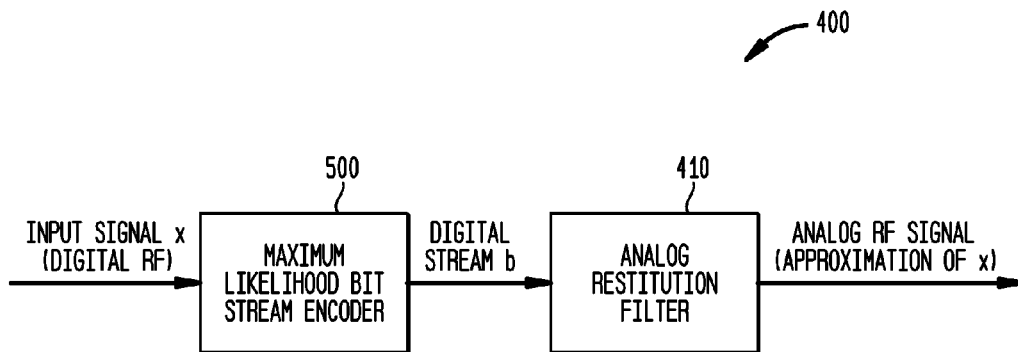 400
500
410
INPUT SIGNAL x
(DIGITAL RF)
MAXIMUM
LIKELIHOOD BIT
STREAM ENCODER
DIGITAL
STREAM b
ANALOG
RESTITUTION
FILTER
ANALOG RF SIGNAL
(APPROXIMATION OF x)